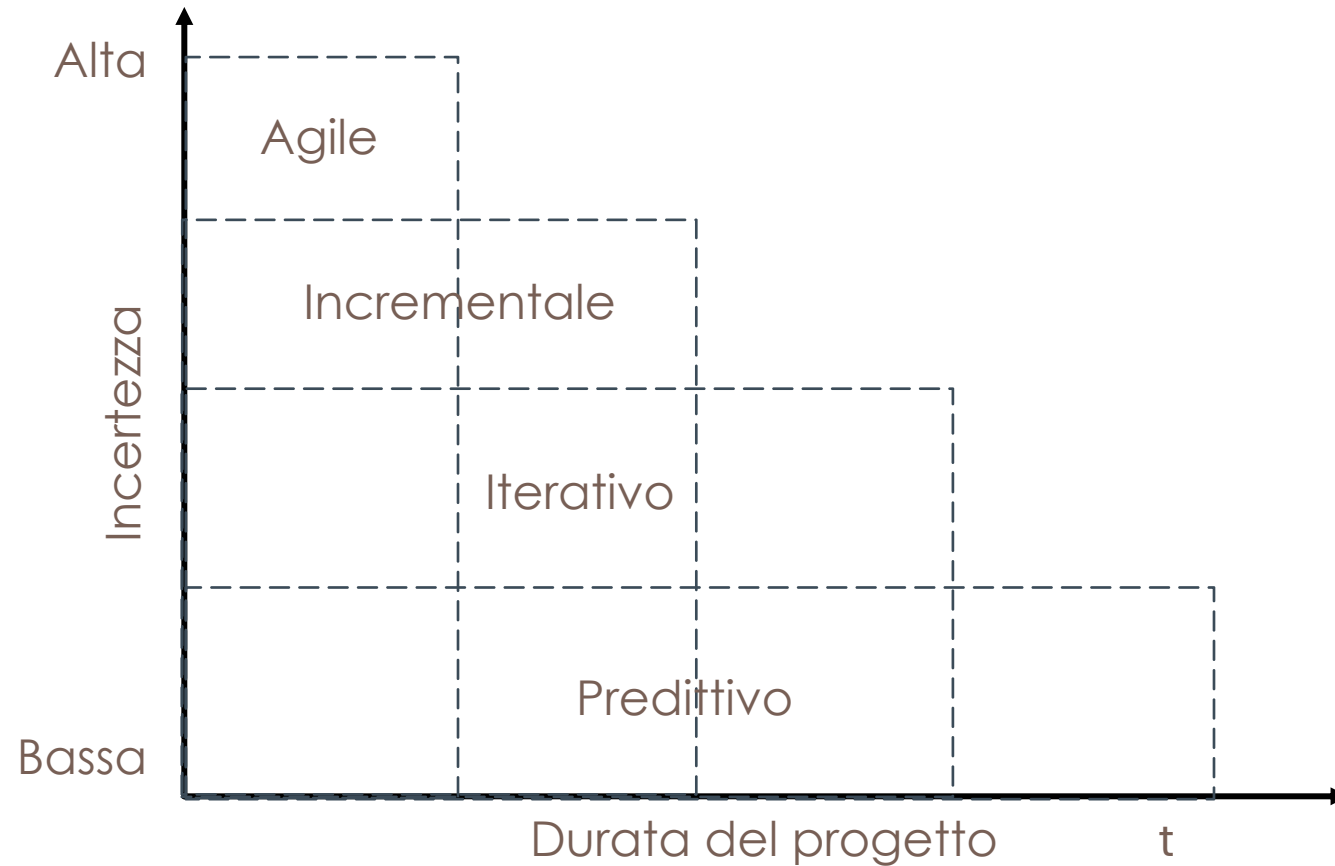 Alta
Agile
Incrementale
Incertezza
Iterativo
Predittivo
Bassa
Durata del progetto t